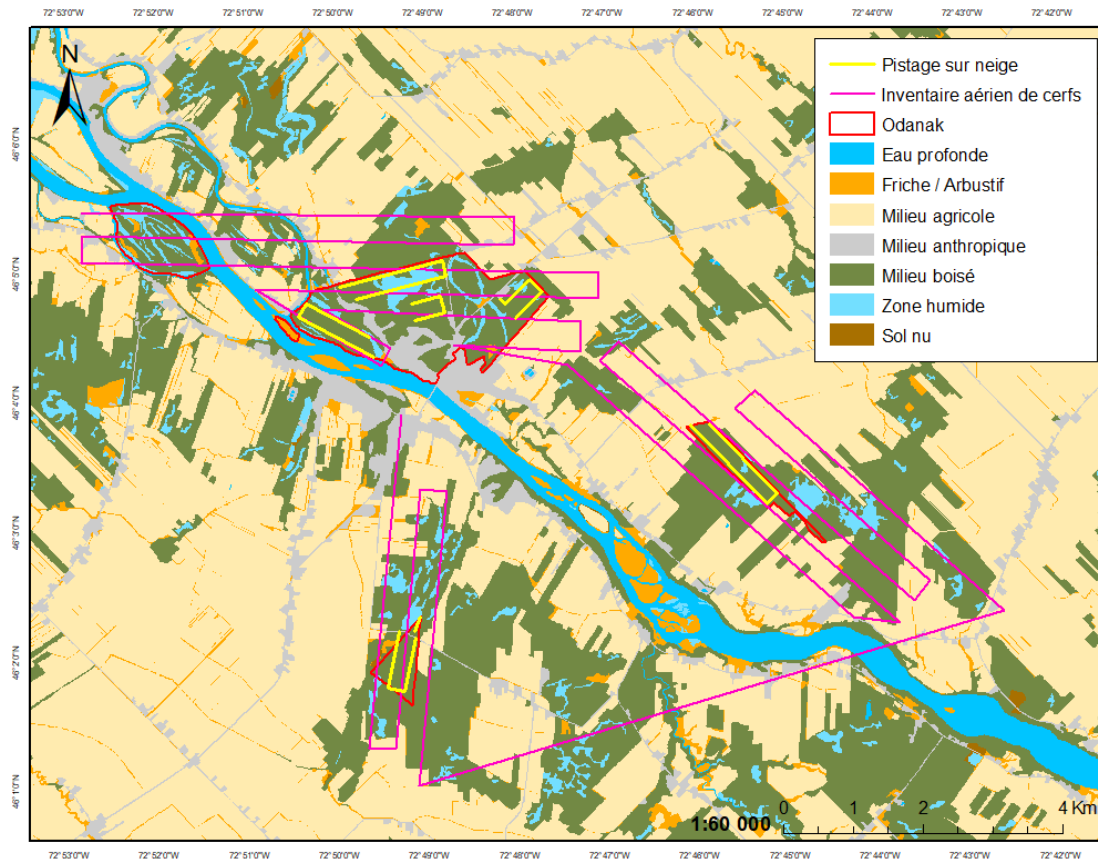 72°53'0"W 72°52'0"W 72°51'0"W 72°50'0"W 72°49'0"W 72°48'0"W 72°47'0"W 72°46'0"W 72°45'0"W 72°44'0"W 72°43'0"W 72°42'0"W
N
Pistage sur neige
Inventaire aérien de cerfs
Odanak
Eau profonde
Friche / Arbustif
Milieu agricole
Milieu anthropique
Milieu boisé
Zone humide
Sol nu
46°6'0"N
46°5'0"N
46°4'0"N
46°3'0"N
46°2'0"N
46°1'0"N
0 1 2 4 Km
1:60 000
72°53'0"W 72°52'0"W 72°51'0"W 72°50'0"W 72°49'0"W 72°48'0"W 72°47'0"W 72°46'0"W 72°45'0"W 72°44'0"W 72°43'0"W 72°42'0"W